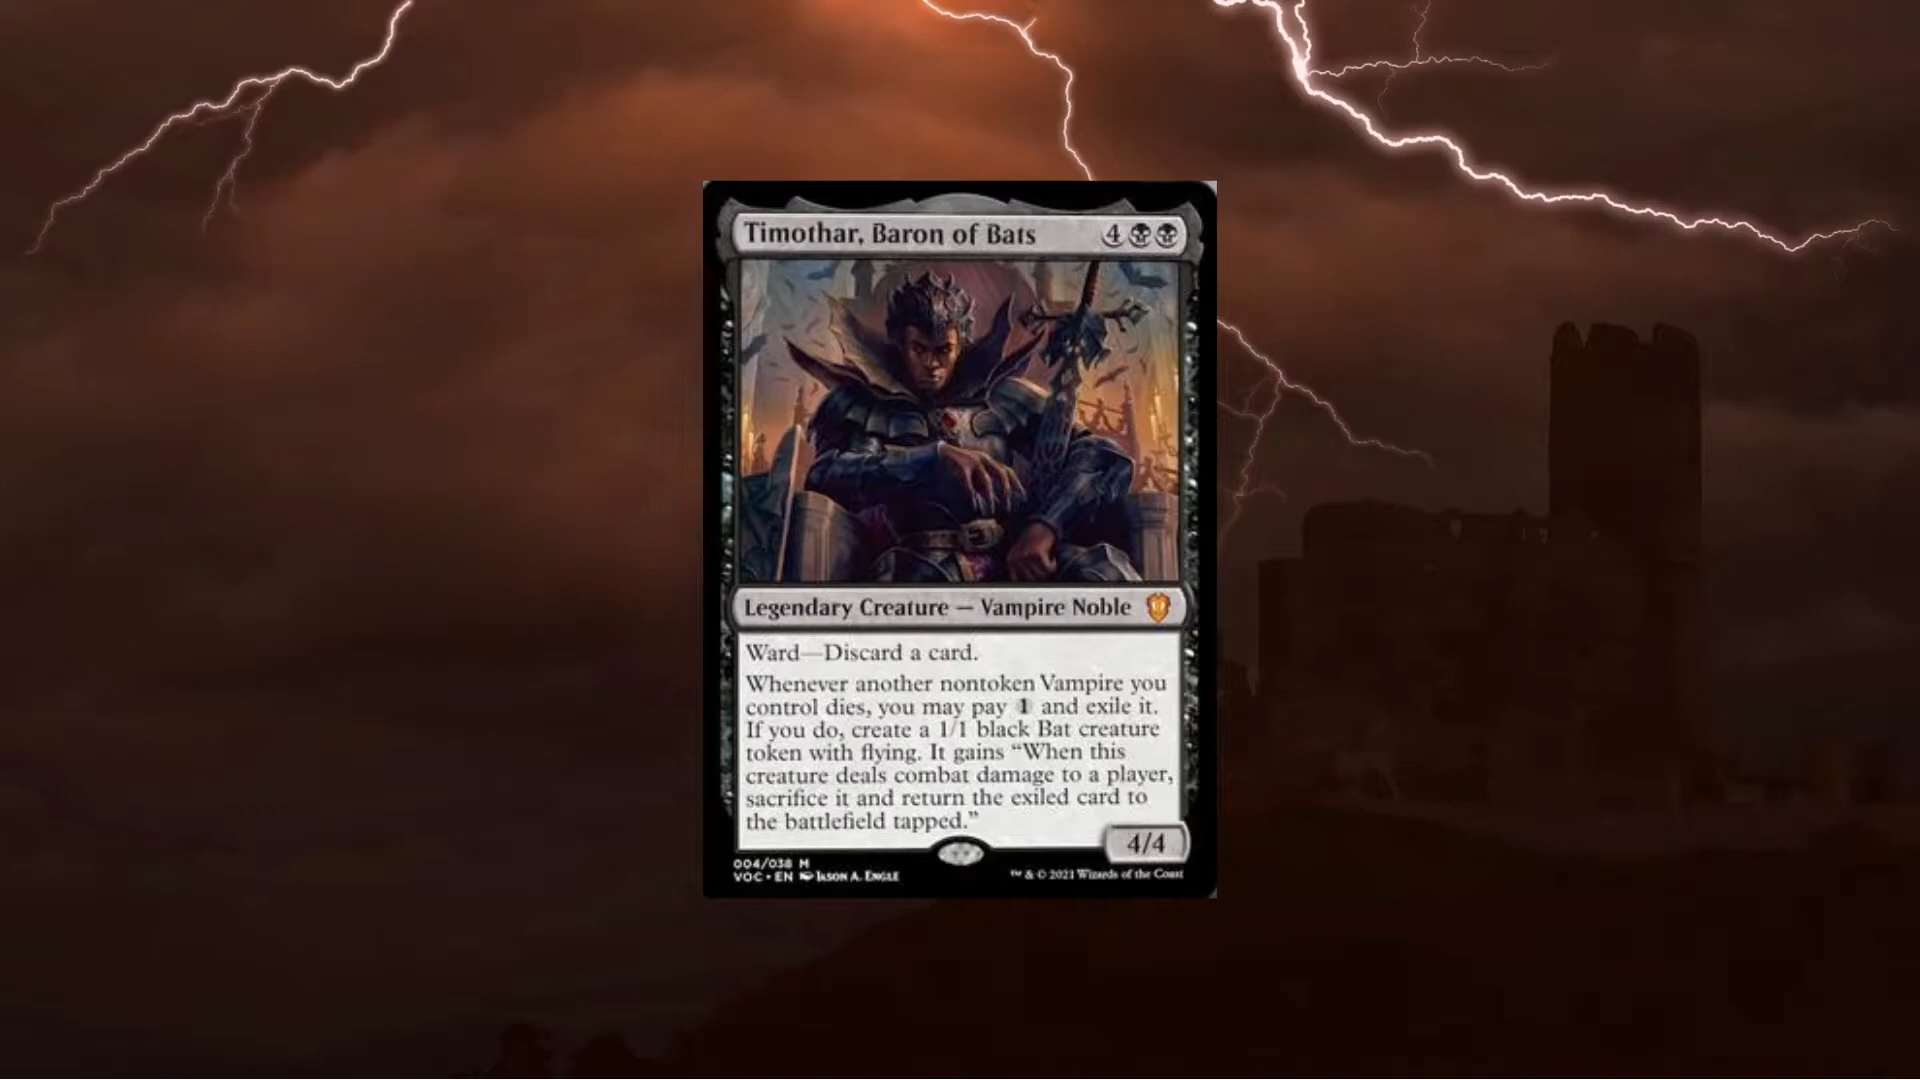 Timothar, Baron of Bats 4
Legendary Creature — Vampire Noble
Ward—Discard a card.
Whenever another nontoken Vampire you
control dies, you may pay 1 and exile it.
If you do, create a 1/1 black Bat creature
token with flying. It gains “When this
creature deals combat damage to a player,
sacrifice it and return the exiled card to
the battlefield tapped.”
4/4
004/038 M
VOC • EN JASON A. ENGLE
™ & © 2021 Wizards of the Coast